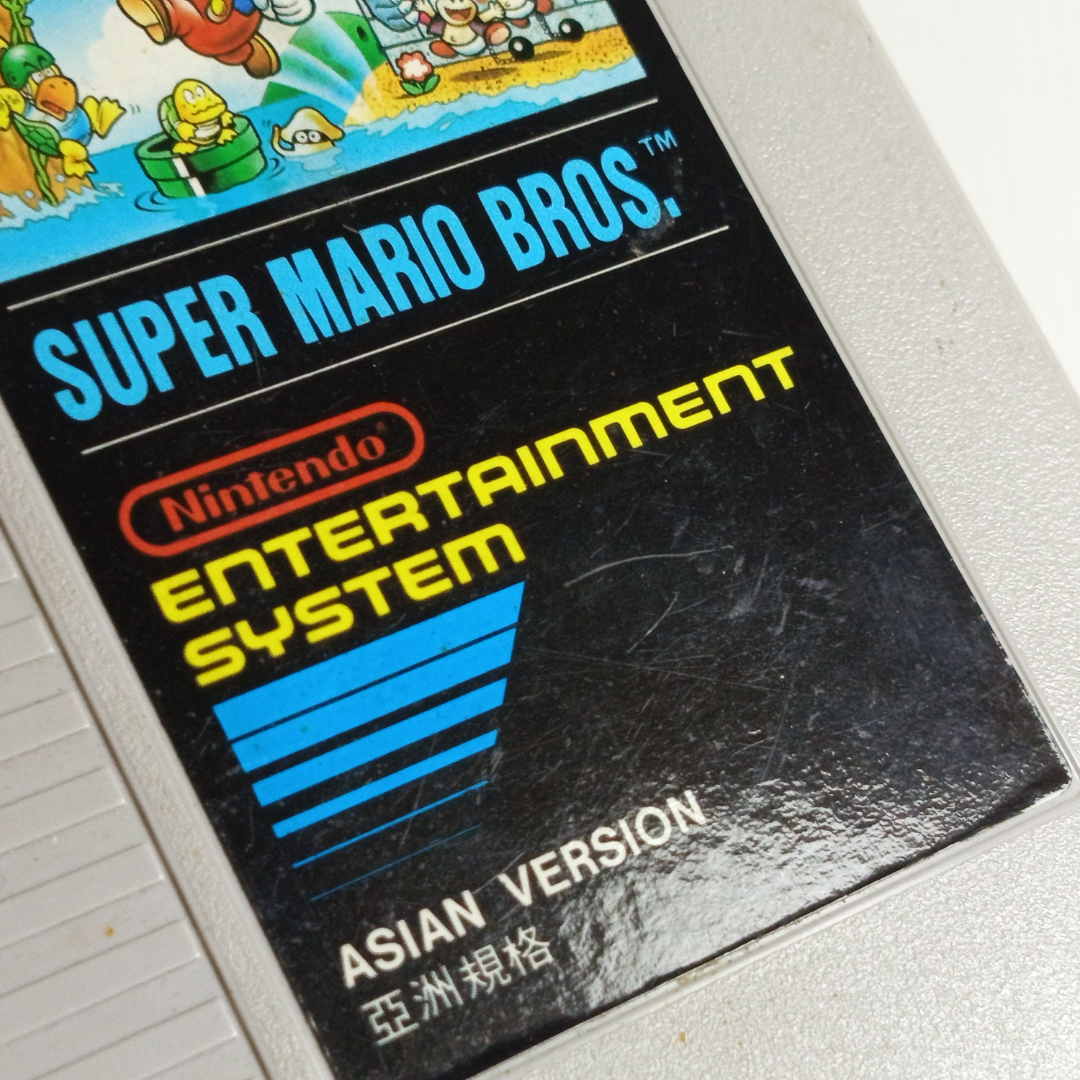 SUPER MARIO BROS.™
Nintendo®
ENTERTAINMENT
SYSTEM
ASIAN VERSION
亞洲規格